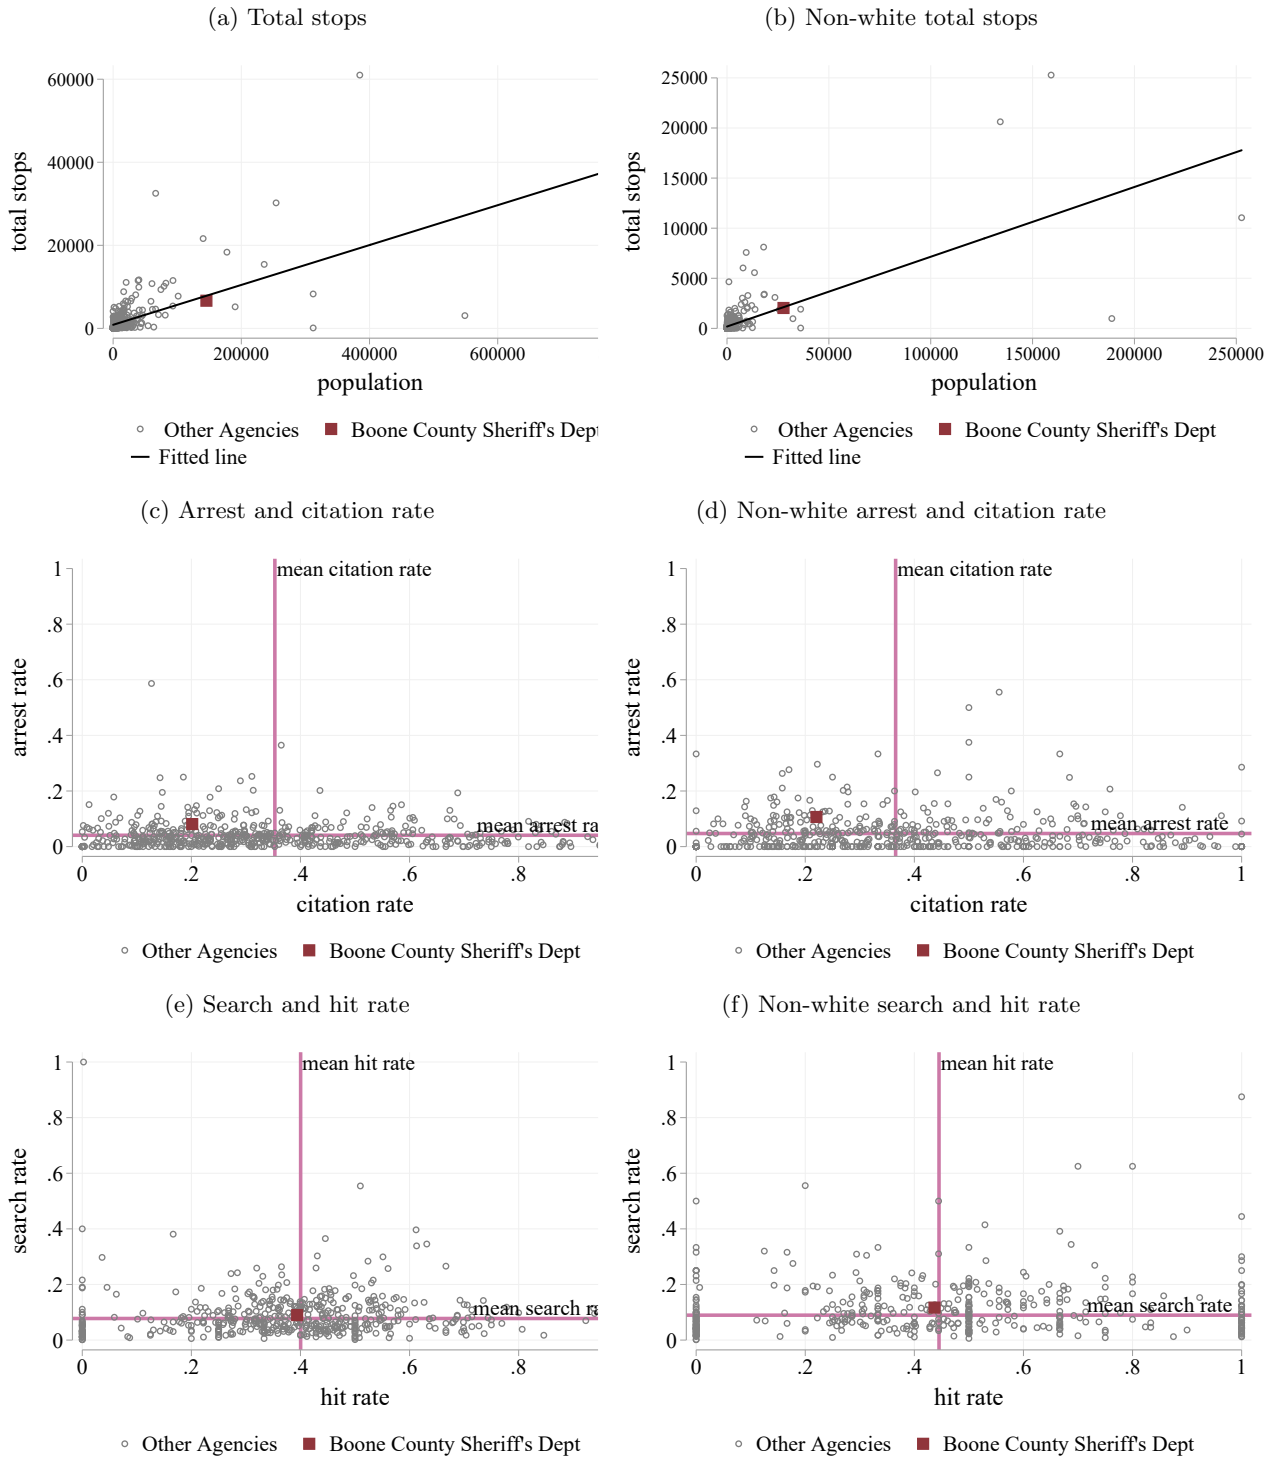 (a) Total stops
60000
40000
20000
0
total stops
0 200000 400000 600000
population
Other Agencies Boone County Sheriff's Dept
Fitted line
(b) Non-white total stops
25000
20000
15000
10000
5000
0
total stops
0 50000 100000 150000 200000 250000
population
Other Agencies Boone County Sheriff's Dept
Fitted line
(c) Arrest and citation rate
1
.8
.6
.4
.2
0
arrest rate
mean citation rate
mean arrest ra
0 .2 .4 .6 .8
citation rate
Other Agencies Boone County Sheriff's Dept
(d) Non-white arrest and citation rate
1
.8
.6
.4
.2
0
arrest rate
mean citation rate
mean arrest rate
0 .2 .4 .6 .8 1
citation rate
Other Agencies Boone County Sheriff's Dept
(e) Search and hit rate
1
.8
.6
.4
.2
0
search rate
mean hit rate
mean search ra
0 .2 .4 .6 .8
hit rate
Other Agencies Boone County Sheriff's Dept
(f) Non-white search and hit rate
1
.8
.6
.4
.2
0
search rate
mean hit rate
mean search rate
0 .2 .4 .6 .8 1
hit rate
Other Agencies Boone County Sheriff's Dept